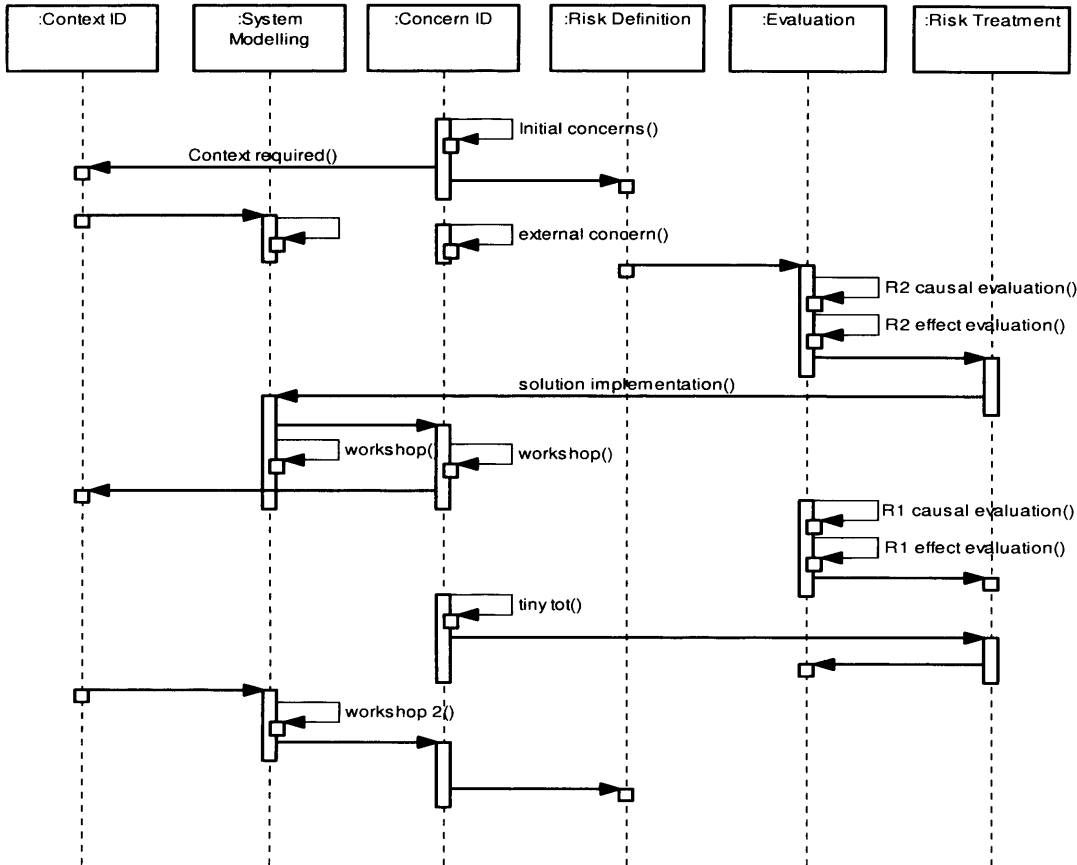 :Context ID
:System
Modelling
:Concern ID
:Risk Definition
:Evaluation
:Risk Treatment
Initial concerns()
Context required()
external concern()
R2 causal evaluation()
R2 effect evaluation()
solution implementation()
workshop()
workshop()
R1 causal evaluation()
R1 effect evaluation()
tiny tot()
workshop 2()